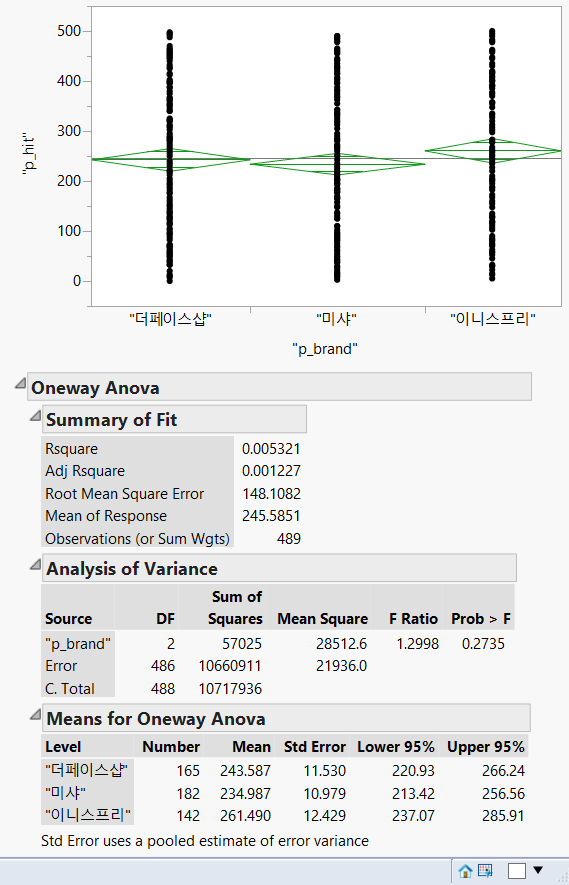 500
400
300
200
100
0
"p_hit"
"더페이스샵" "미샤" "이니스프리"
"p_brand"
Oneway Anova
Summary of Fit
Rsquare 0.005321
Adj Rsquare 0.001227
Root Mean Square Error 148.1082
Mean of Response 245.5851
Observations (or Sum Wgts) 489
Analysis of Variance
Sum of
Source DF Squares Mean Square F Ratio Prob > F
"p_brand" 2 57025 28512.6 1.2998 0.2735
Error 486 10660911 21936.0
C. Total 488 10717936
Means for Oneway Anova
Level Number Mean Std Error Lower 95% Upper 95%
"더페이스샵" 165 243.587 11.530 220.93 266.24
"미샤" 182 234.987 10.979 213.42 256.56
"이니스프리" 142 261.490 12.429 237.07 285.91
Std Error uses a pooled estimate of error variance